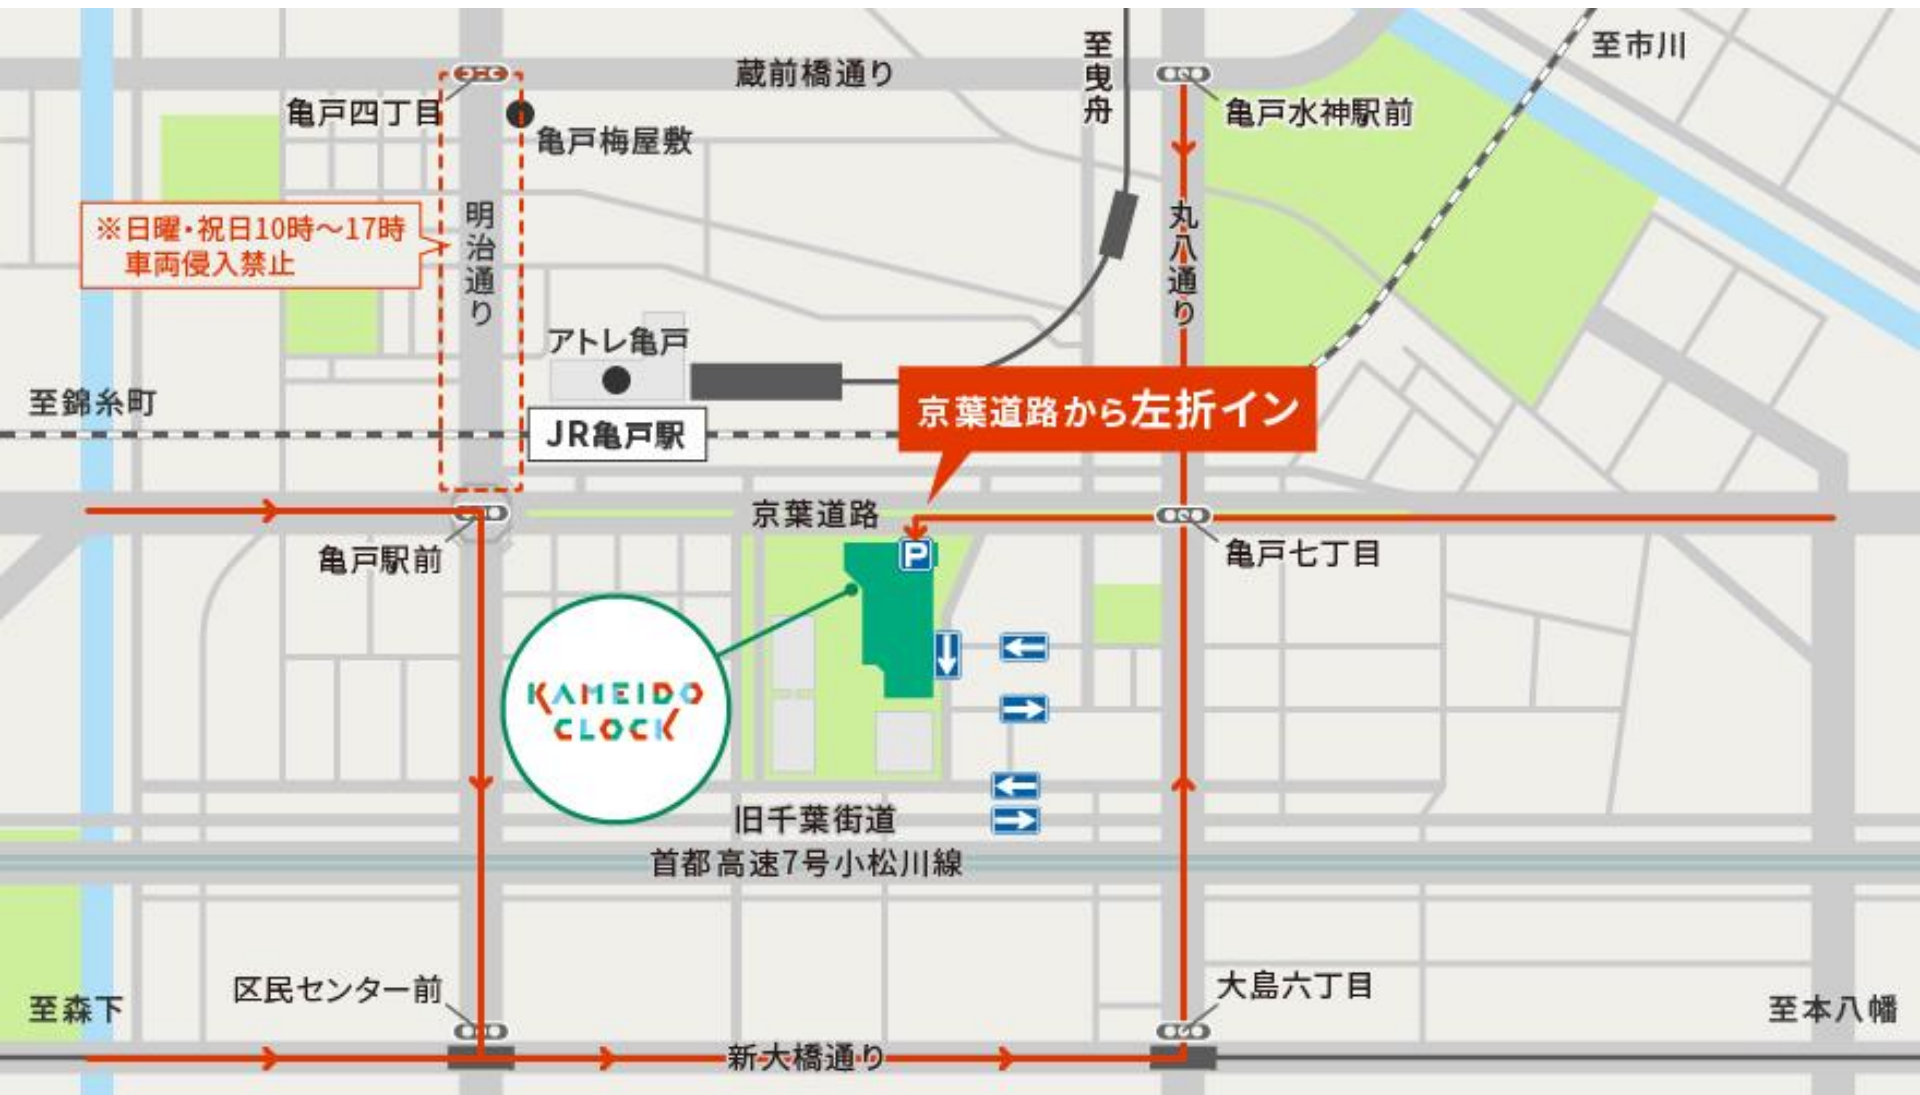 至市川
蔵前橋通り
至曳舟
亀戸四丁目
亀戸水神駅前
亀戸梅屋敷
※日曜・祝日10時～17時
車両侵入禁止
明治通り
丸八通り
アトレ亀戸
至錦糸町
京葉道路から左折イン
JR亀戸駅
京葉道路
亀戸駅前
P
亀戸七丁目
KAMEIDO
CLOCK
旧千葉街道
首都高速7号小松川線
区民センター前
大島六丁目
至森下
至本八幡
新大橋通り